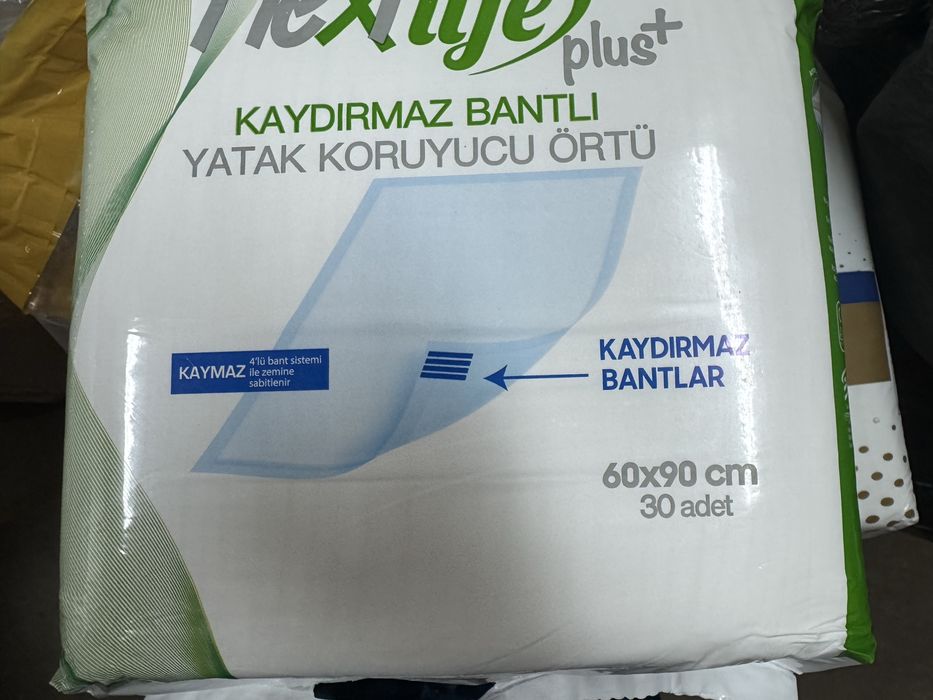 flexilife
plus+
KAYDIRMAZ BANTLI
YATAK KORUYUCU ÖRTÜ
KAYMAZ 4'lü bant sistemi
ile zemine
sabitlenir
KAYDIRMAZ
BANTLAR
60x90 cm
30 adet